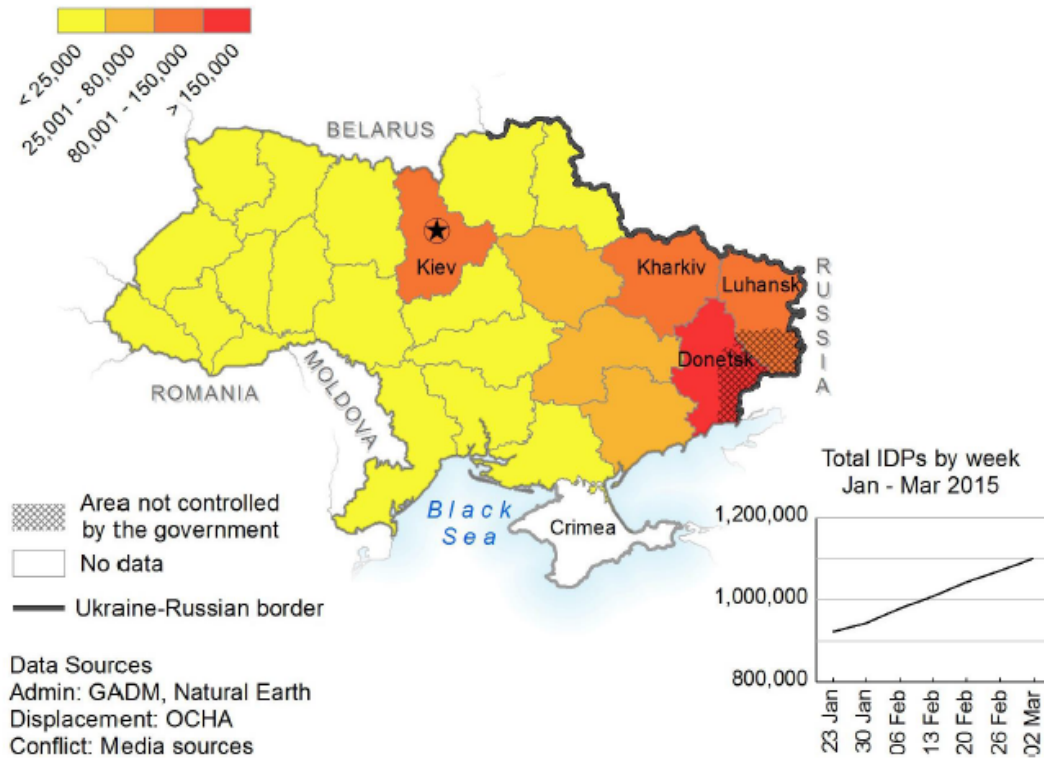 < 25,000
25,001 - 80,000
80,001 - 150,000
> 150,000
BELARUS
Kiev
Kharkiv
Luhansk
RUSSIA
Donetsk
ROMANIA
MOLDOVA
Black
Sea
Crimea
Area not controlled
by the government
No data
Ukraine-Russian border
Data Sources
Admin: GADM, Natural Earth
Displacement: OCHA
Conflict: Media sources
Total IDPs by week
Jan - Mar 2015
1,200,000
1,000,000
800,000
23 Jan
30 Jan
06 Feb
13 Feb
20 Feb
26 Feb
02 Mar